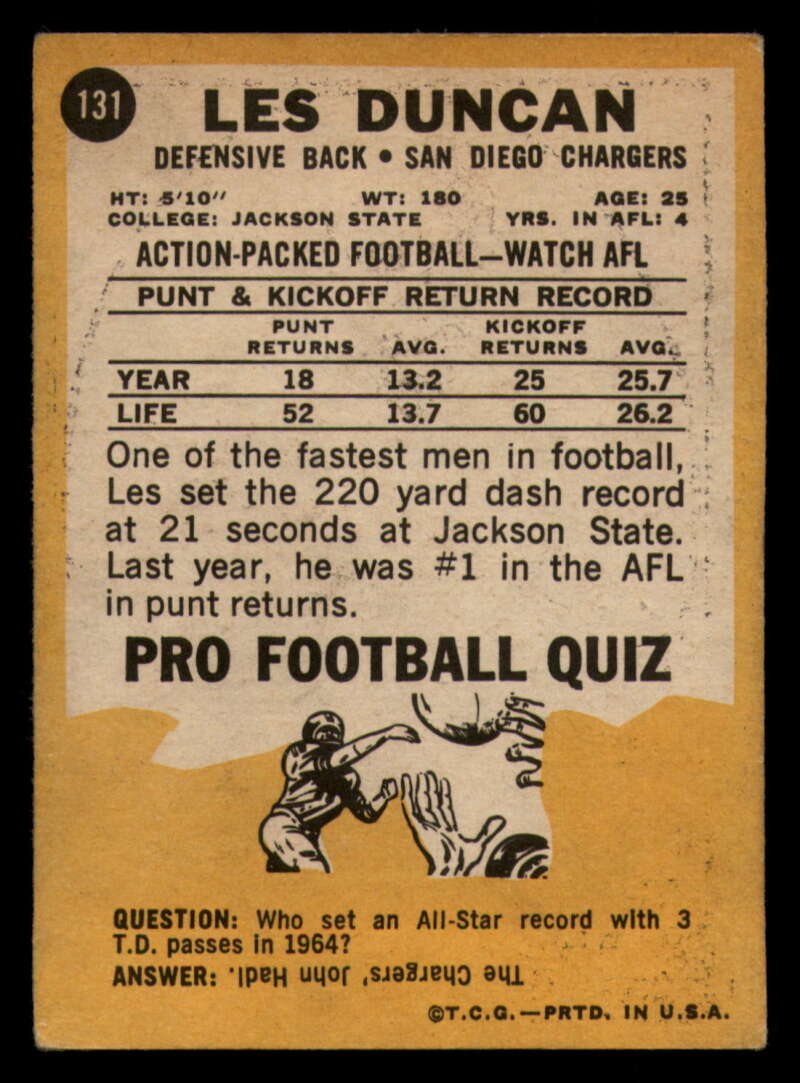 131
LES DUNCAN
DEFENSIVE BACK • SAN DIEGO CHARGERS
HT: 5'10" WT: 180 AGE: 25
COLLEGE: JACKSON STATE YRS. IN AFL: 4
ACTION-PACKED FOOTBALL—WATCH AFL
PUNT & KICKOFF RETURN RECORD
PUNT RETURNS AVG. KICKOFF RETURNS AVG.
YEAR 18 13.2 25 25.7
LIFE 52 13.7 60 26.2
One of the fastest men in football,
Les set the 220 yard dash record
at 21 seconds at Jackson State.
Last year, he was #1 in the AFL
in punt returns.
PRO FOOTBALL QUIZ
QUESTION: Who set an All-Star record with 3
T.D. passes in 1964?
ANSWER: The Chargers' John Hadl.
©T.C.G.—PRTD. IN U.S.A.